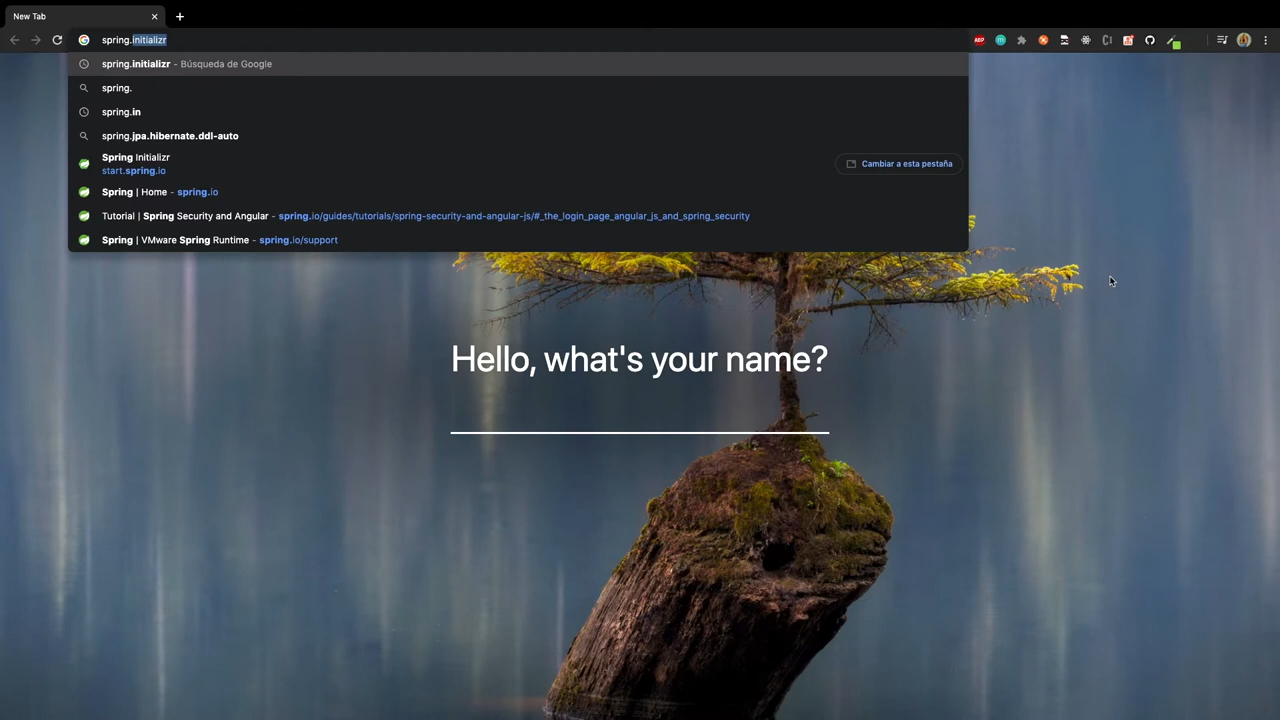 New Tab
spring.initializr
spring.initializr - Búsqueda de Google
spring.
spring.in
spring.jpa.hibernate.ddl-auto
Spring Initializr
start.spring.io
Cambiar a esta pestaña
Spring | Home - spring.io
Tutorial | Spring Security and Angular - spring.io/guides/tutorials/spring-security-and-angular-js/#_the_login_page_angular_js_and_spring_security
Spring | VMware Spring Runtime - spring.io/support
Hello, what's your name?